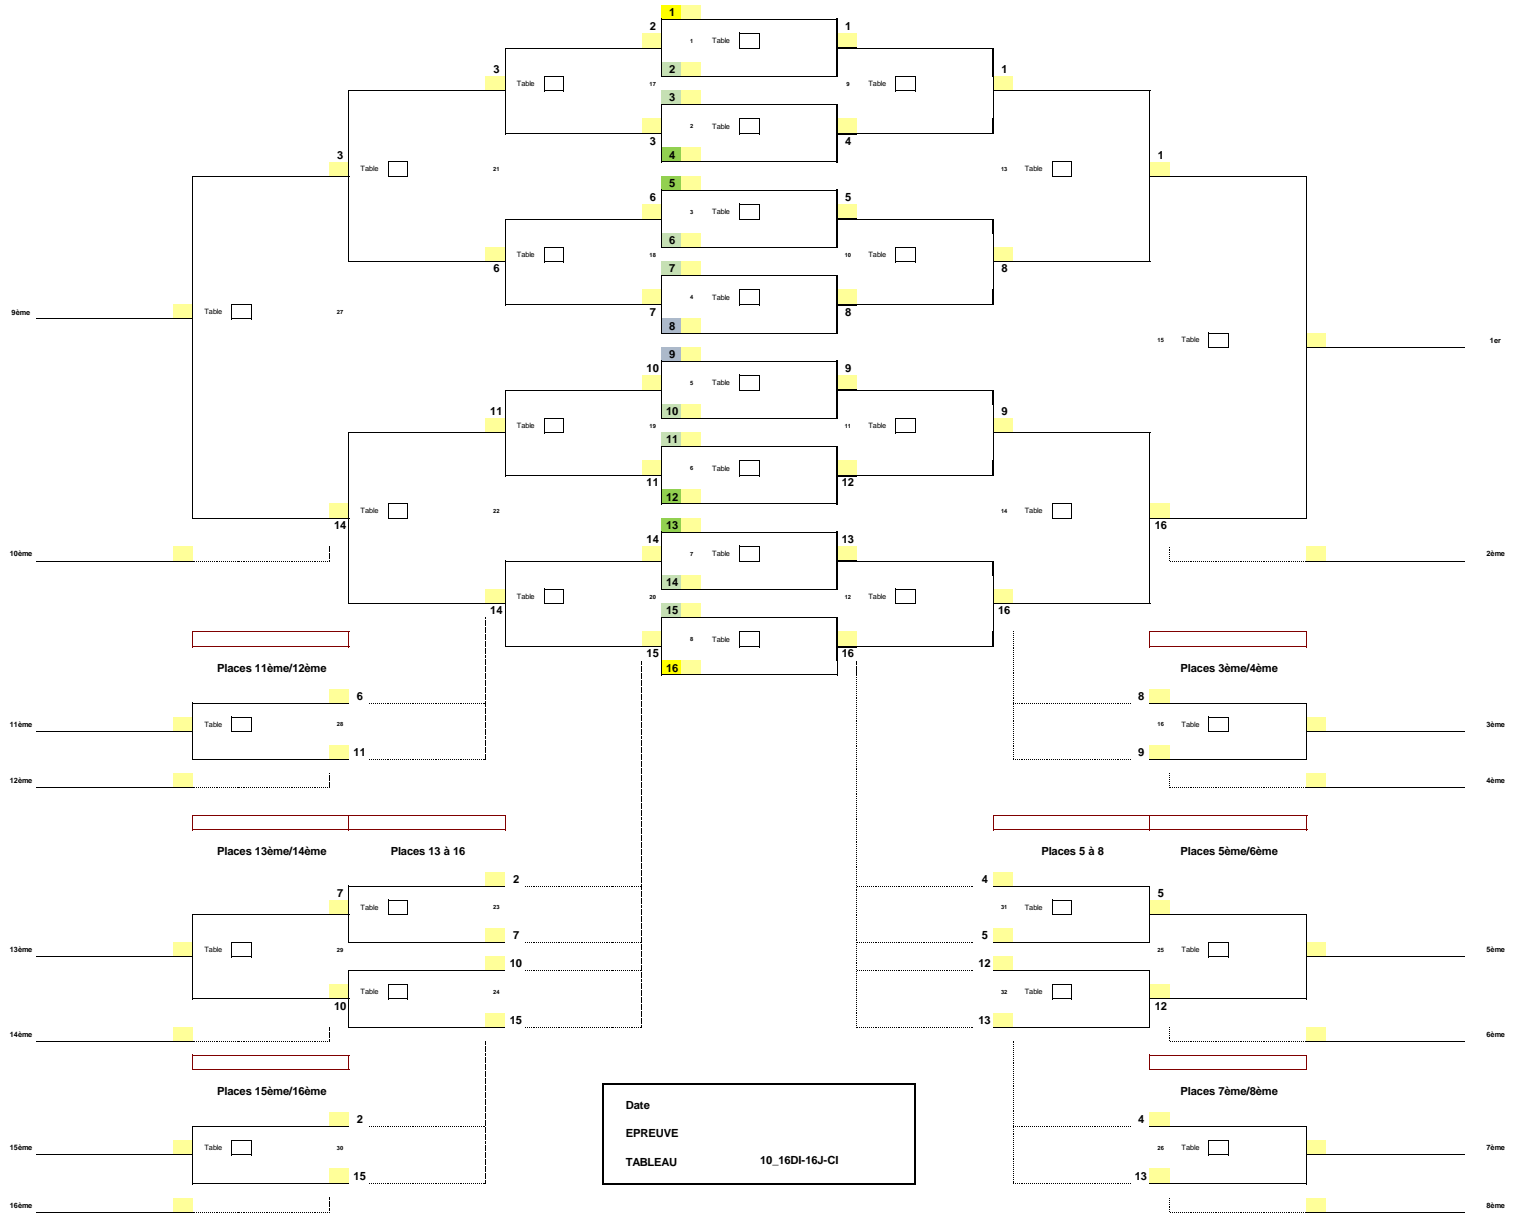 1
2 1
1 Table
3 Table 17 2 9 Table 1
3
2 Table
3 4 4
3 Table 21 13 Table 1
5
6 5
3 Table
Table 18 6 10 Table
6 7 8
4 Table
9ème Table 27 7 8 8
15 Table 1er
9
10 9
5 Table
11 Table 19 10 11 Table 9
11
6 Table
11 12 12
14 Table 22 14 Table 16
13
14 13
10ème 7 Table 2ème
14 Table 20 14 12 Table 16
15
8 Table
15 16 16
Places 11ème/12ème Places 3ème/4ème
6 8
11ème Table 28 16 Table 3ème
11 9
12ème 4ème
Places 13ème/14ème Places 13 à 16 Places 5 à 8 Places 5ème/6ème
2 4
7 Table 23 31 Table 5
7 5
13ème Table 29 25 Table 5ème
10 12
Table 24 32 Table
10 15 13 12
14ème 6ème
Places 15ème/16ème Places 7ème/8ème
Date
2 4
EPREUVE
15ème Table 30 26 Table 7ème
TABLEAU 10_16DI-16J-CI
15 13
16ème 8ème